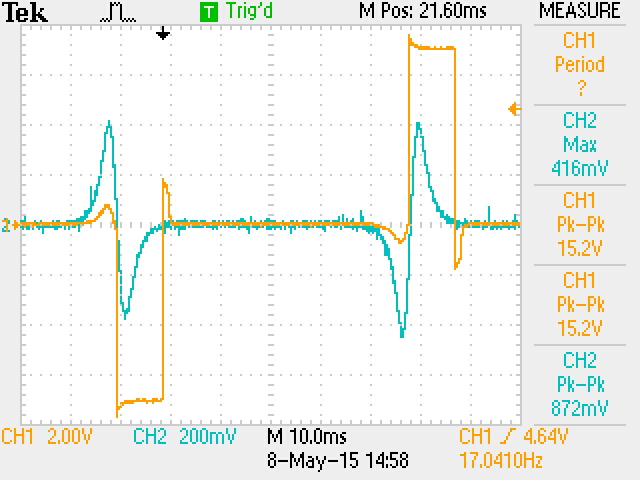 Tek T Trig'd M Pos: 21.60ms MEASURE
CH1
Period
?
CH2
Max
416mV
CH1
Pk-Pk
15.2V
CH1
Pk-Pk
15.2V
CH2
Pk-Pk
872mV
CH1 2.00V CH2 200mV M 10.0ms CH1 / 4.64V
8-May-15 14:58 17.0410Hz